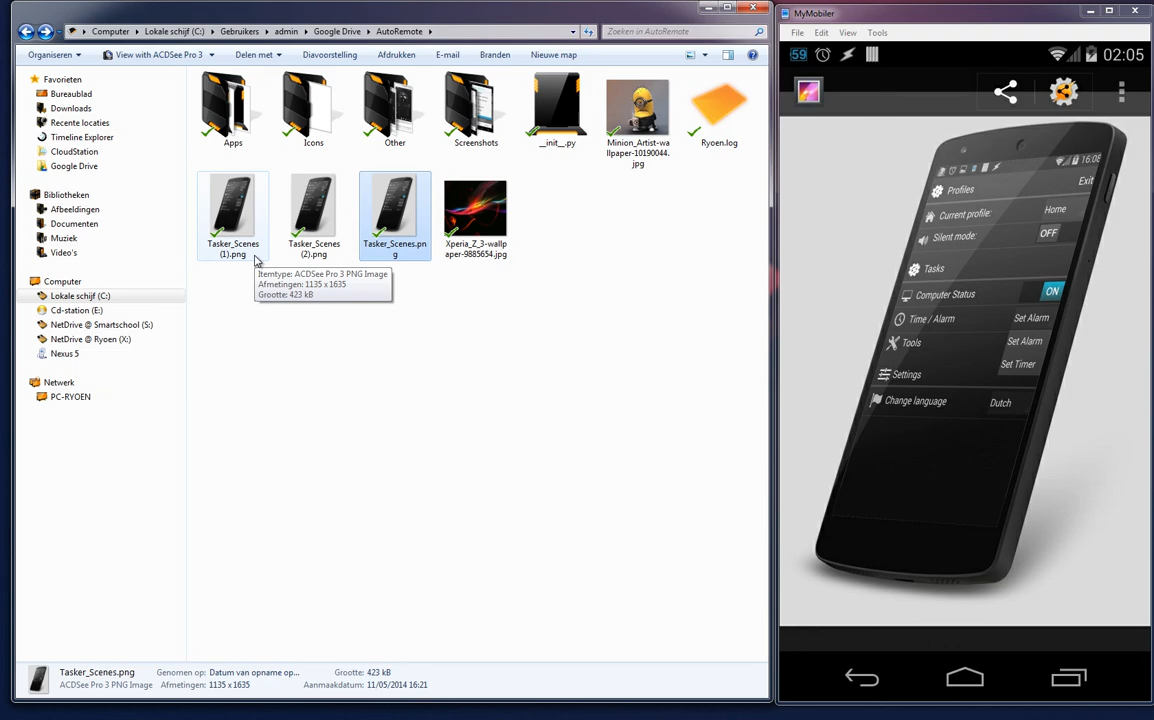 Computer ▸ Lokale schijf (C:) ▸ Gebruikers ▸ admin ▸ Google Drive ▸ AutoRemote ▸
Zoeken in AutoRemote
Organiseren View with ACDSee Pro 3 Delen met Diavoorstelling Afdrukken E-mail Branden Nieuwe map
Favorieten
Bureaublad
Downloads
Recente locaties
Timeline Explorer
CloudStation
Google Drive
Bibliotheken
Afbeeldingen
Documenten
Muziek
Video's
Computer
Lokale schijf (C:)
Cd-station (E:)
NetDrive @ Smartschool (S:)
NetDrive @ Ryoen (X:)
Nexus 5
Netwerk
PC-RYOEN
Apps
Icons
Other
Screenshots
__init__.py
Minion_Artist-wa
llpaper-10190044.
jpg
Ryoen.log
Tasker_Scenes
(1).png
Tasker_Scenes
(2).png
Tasker_Scenes.pn
g
Xperia_Z_3-wallp
aper-9885654.jpg
Itemtype: ACDSee Pro 3 PNG Image
Afmetingen: 1135 x 1635
Grootte: 423 kB
Tasker_Scenes.png Genomen op: Datum van opname op... Grootte: 423 kB
ACDSee Pro 3 PNG Image Afmetingen: 1135 x 1635 Aanmaakdatum: 11/05/2014 16:21
MyMobiler
File Edit View Tools
59 02:05
16:08
Profiles Exit
Current profile: Home
Silent mode: OFF
Tasks
Computer Status ON
Time / Alarm Set Alarm
Tools Set Alarm
Set Timer
Settings
Change language Dutch